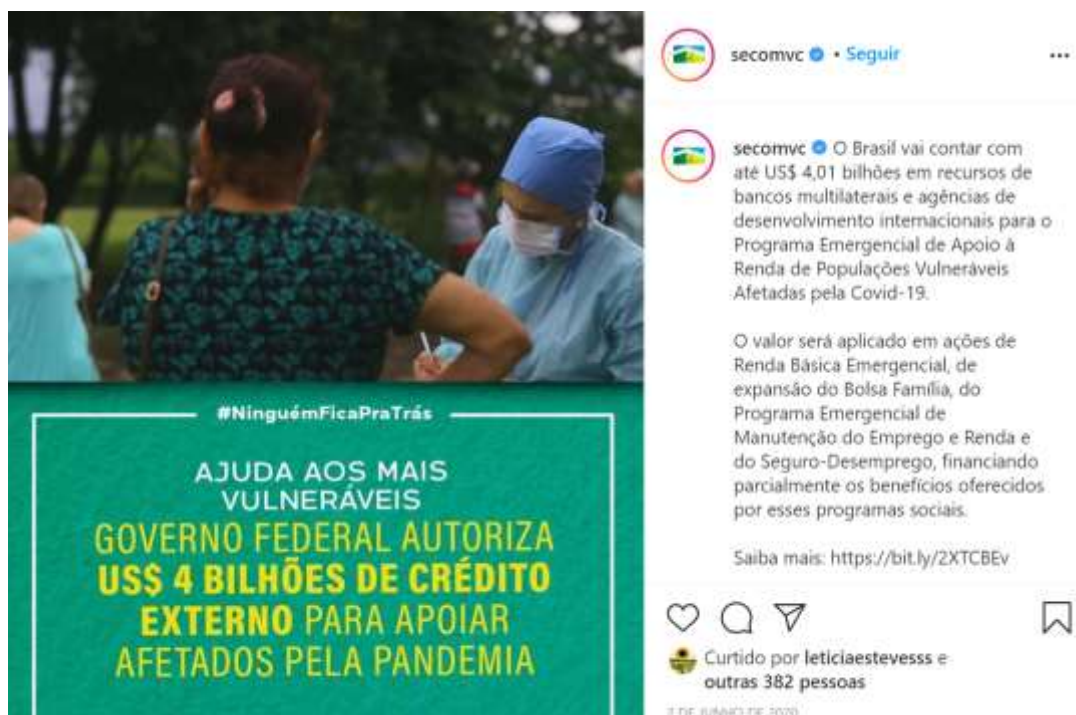 #NinguémFicaPraTrás
AJUDA AOS MAIS
VULNERÁVEIS
GOVERNO FEDERAL AUTORIZA
US$ 4 BILHÕES DE CRÉDITO
EXTERNO PARA APOIAR
AFETADOS PELA PANDEMIA
secomvc • Seguir
secomvc O Brasil vai contar com
até US$ 4,01 bilhões em recursos de
bancos multilaterais e agências de
desenvolvimento internacionais para o
Programa Emergencial de Apoio à
Renda de Populações Vulneráveis
Afetadas pela Covid-19.
O valor será aplicado em ações de
Renda Básica Emergencial, de
expansão do Bolsa Família, do
Programa Emergencial de
Manutenção do Emprego e Renda e
do Seguro-Desemprego, financiando
parcialmente os benefícios oferecidos
por esses programas sociais.
Saiba mais: https://bit.ly/2XTCBEv
Curtido por leticiaestevesss e
outras 382 pessoas
DE JUNHO DE 2020